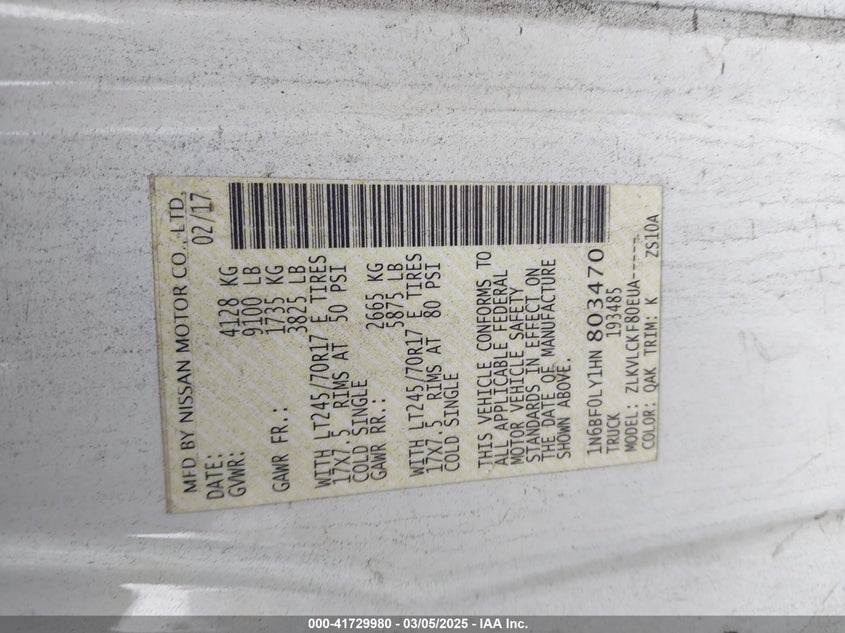 MFD BY NISSAN MOTOR CO., LTD.
DATE: 02/17
GVWR: 4128 KG
9100 LB
GAWR FR.: 1735 KG
3825 LB
WITH LT245/70R17 E TIRES
17X7.5 RIMS AT 50 PSI
COLD SINGLE
GAWR RR.: 2665 KG
5875 LB
WITH LT245/70R17 E TIRES
17X7.5 RIMS AT 80 PSI
COLD SINGLE
THIS VEHICLE CONFORMS TO
ALL APPLICABLE FEDERAL
MOTOR VEHICLE SAFETY
STANDARDS IN EFFECT ON
THE DATE OF MANUFACTURE
SHOWN ABOVE.
1N6BF0LY1HN803470
TRUCK 193485
MODEL: ZLKVLCKF80EUA-----
COLOR: QAK TRIM: K ZS10A
000-41729980 - 03/05/2025 - IAA Inc.